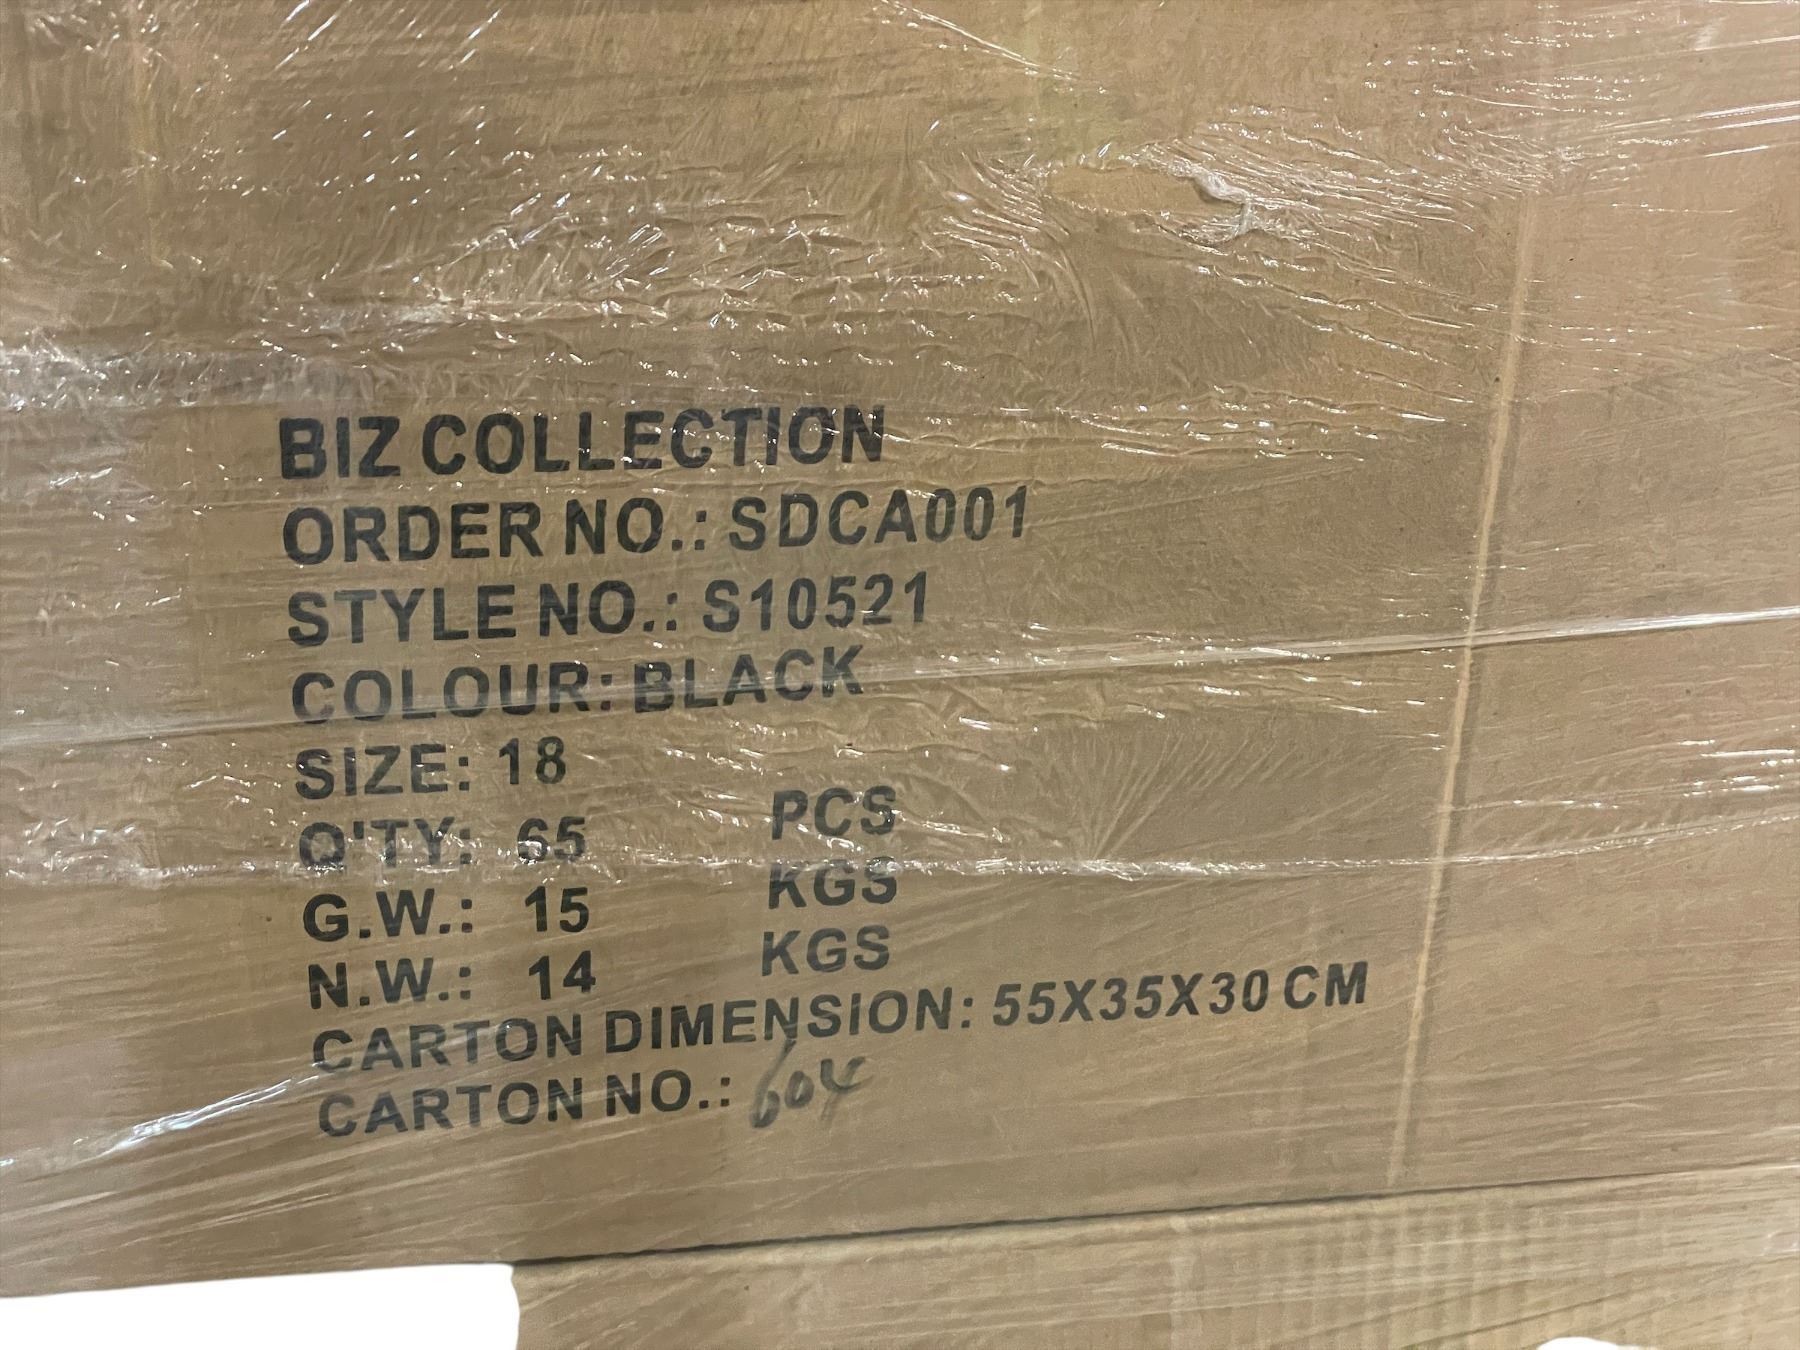 BIZ COLLECTION
ORDER NO.: SDCA001
STYLE NO.: S10521
COLOUR: BLACK
SIZE: 18
Q'TY: 65 PCS
G.W.: 15 KGS
N.W.: 14 KGS
CARTON DIMENSION: 55X35X30 CM
CARTON NO.: 604